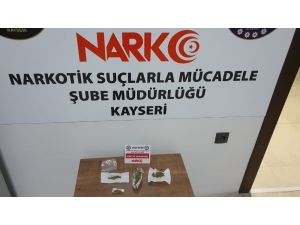 NARKO
NARKOTİK SUÇLARLA MÜCADELE
ŞUBE MÜDÜRLÜĞÜ
KAYSERİ